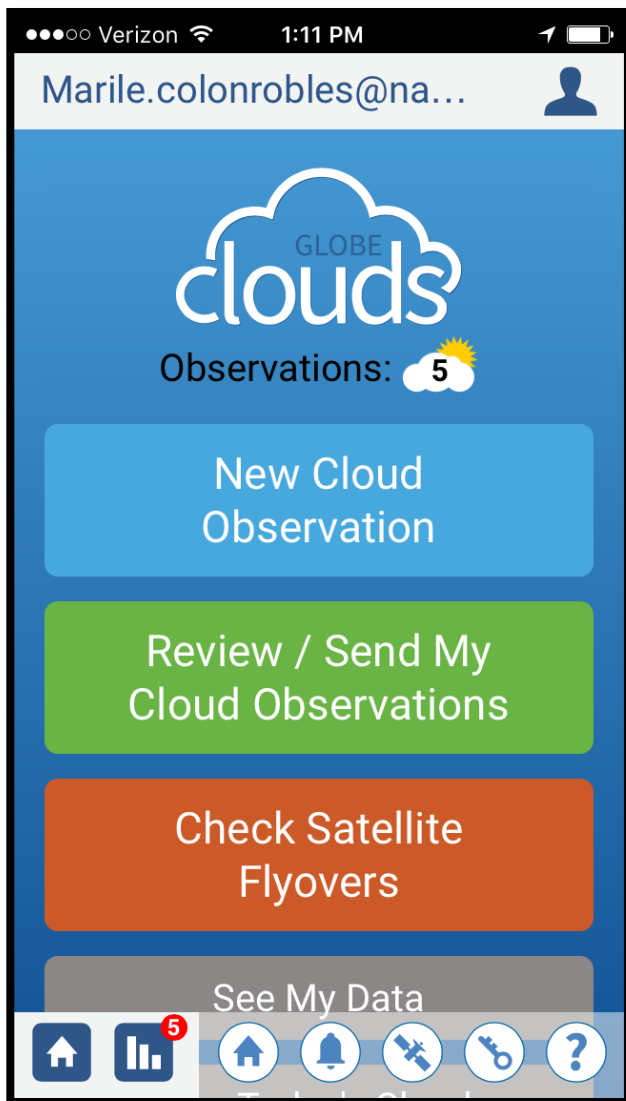 Verizon 1:11 PM
Marile.colonrobles@na...
GLOBE
clouds
Observations: 5
New Cloud
Observation
Review / Send My
Cloud Observations
Check Satellite
Flyovers
See My Data
5
?